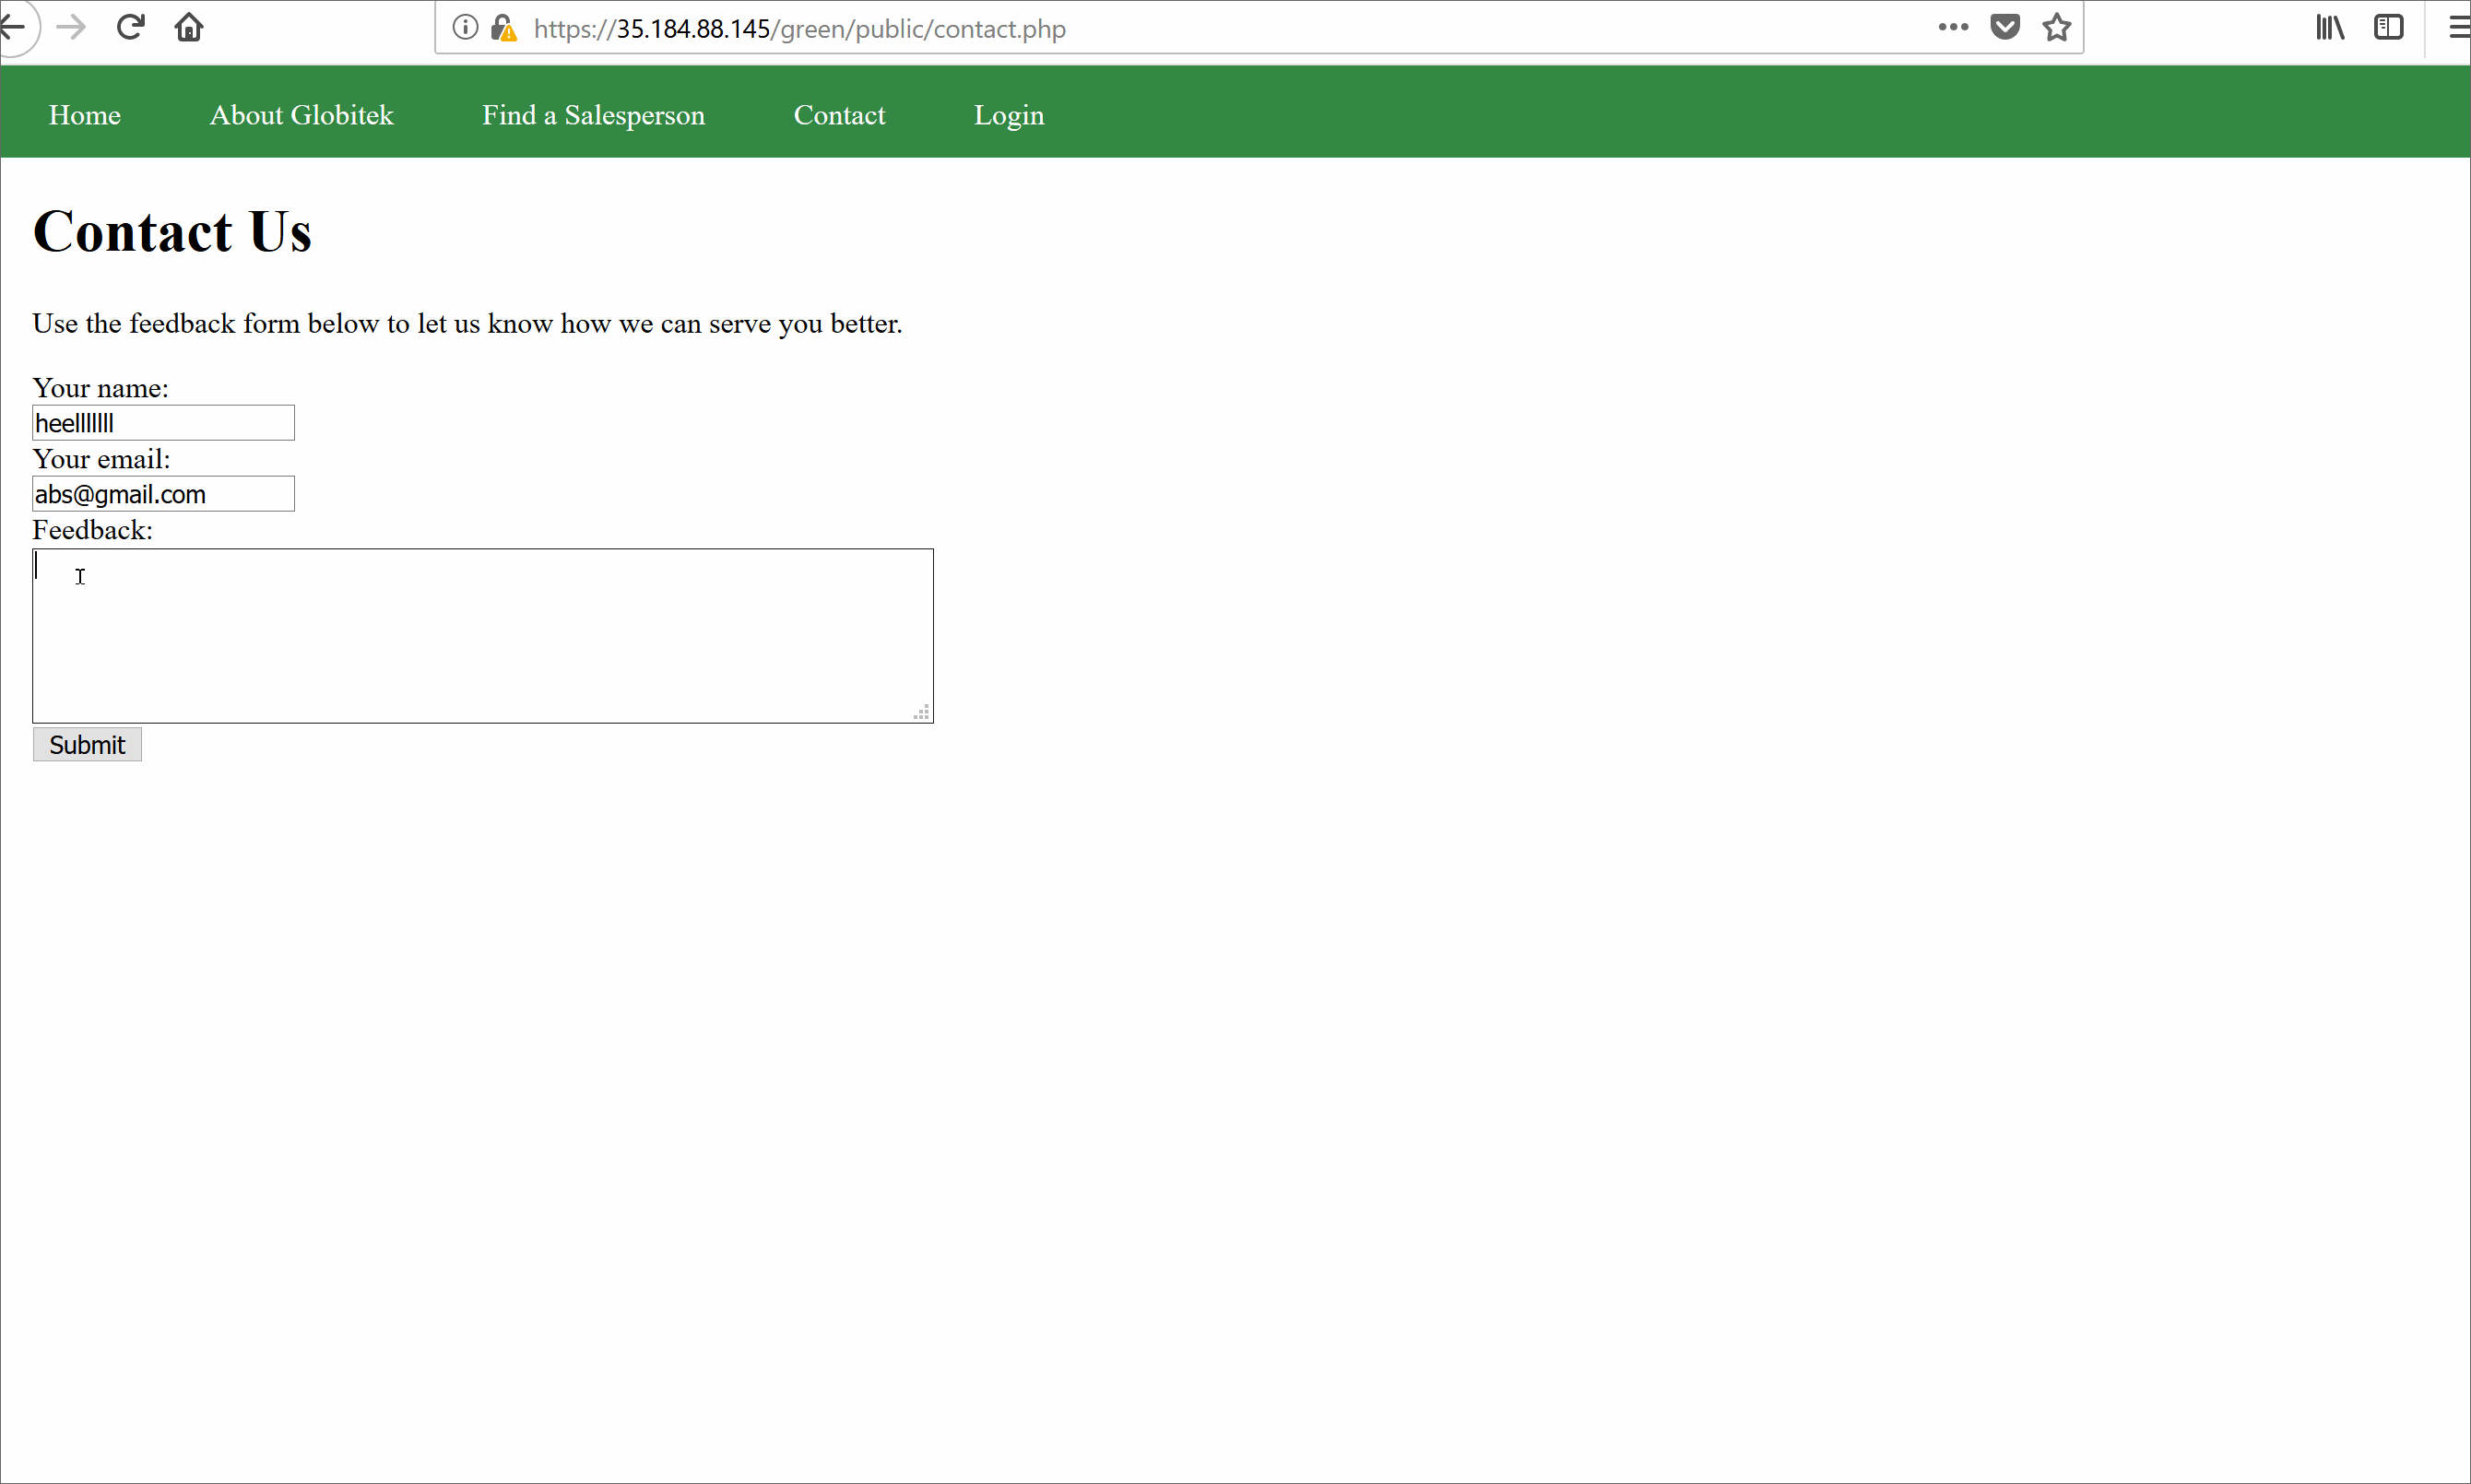 https://35.184.88.145/green/public/contact.php
Home About Globitek Find a Salesperson Contact Login
Contact Us
Use the feedback form below to let us know how we can serve you better.
Your name:
heelllllll
Your email:
abs@gmail.com
Feedback:
Submit